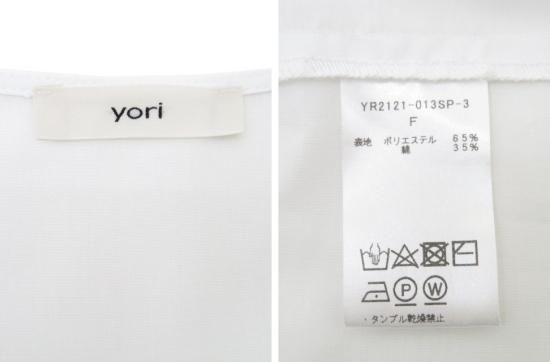 yori
YR2121-013SP-3
F
表地 ポリエステル 65%
綿 35%
P W
・タンブル乾燥禁止